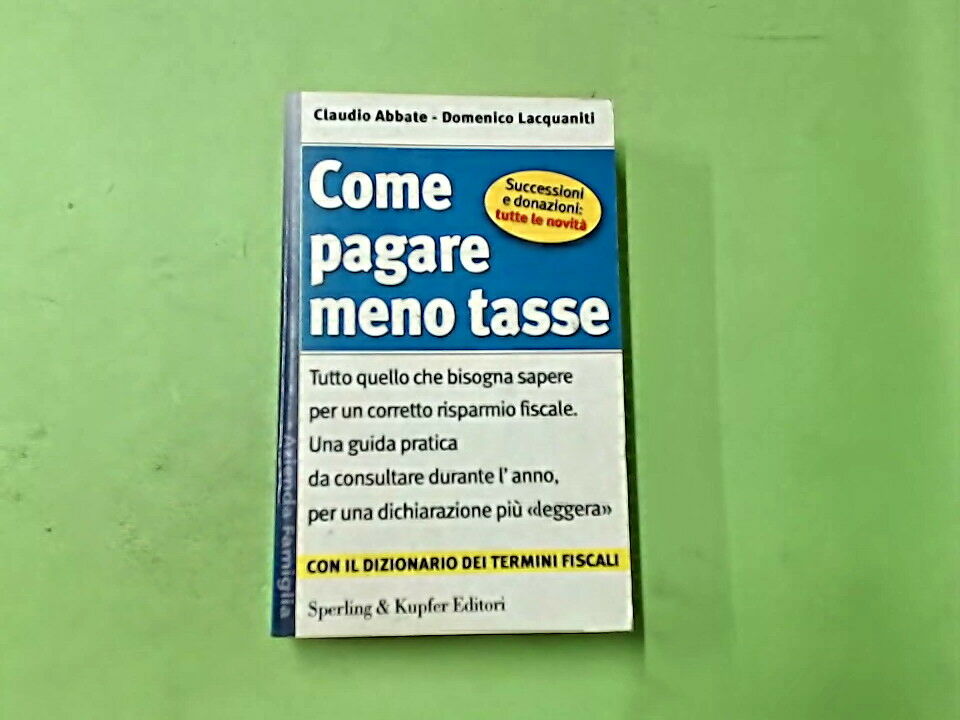 Claudio Abbate - Domenico Lacquaniti
Come
pagare
meno tasse
Successioni
e donazioni:
tutte le novità
Tutto quello che bisogna sapere
per un corretto risparmio fiscale.
Una guida pratica
da consultare durante l'anno,
per una dichiarazione più «leggera»
CON IL DIZIONARIO DEI TERMINI FISCALI
Sperling & Kupfer Editori
Azienda Famiglia